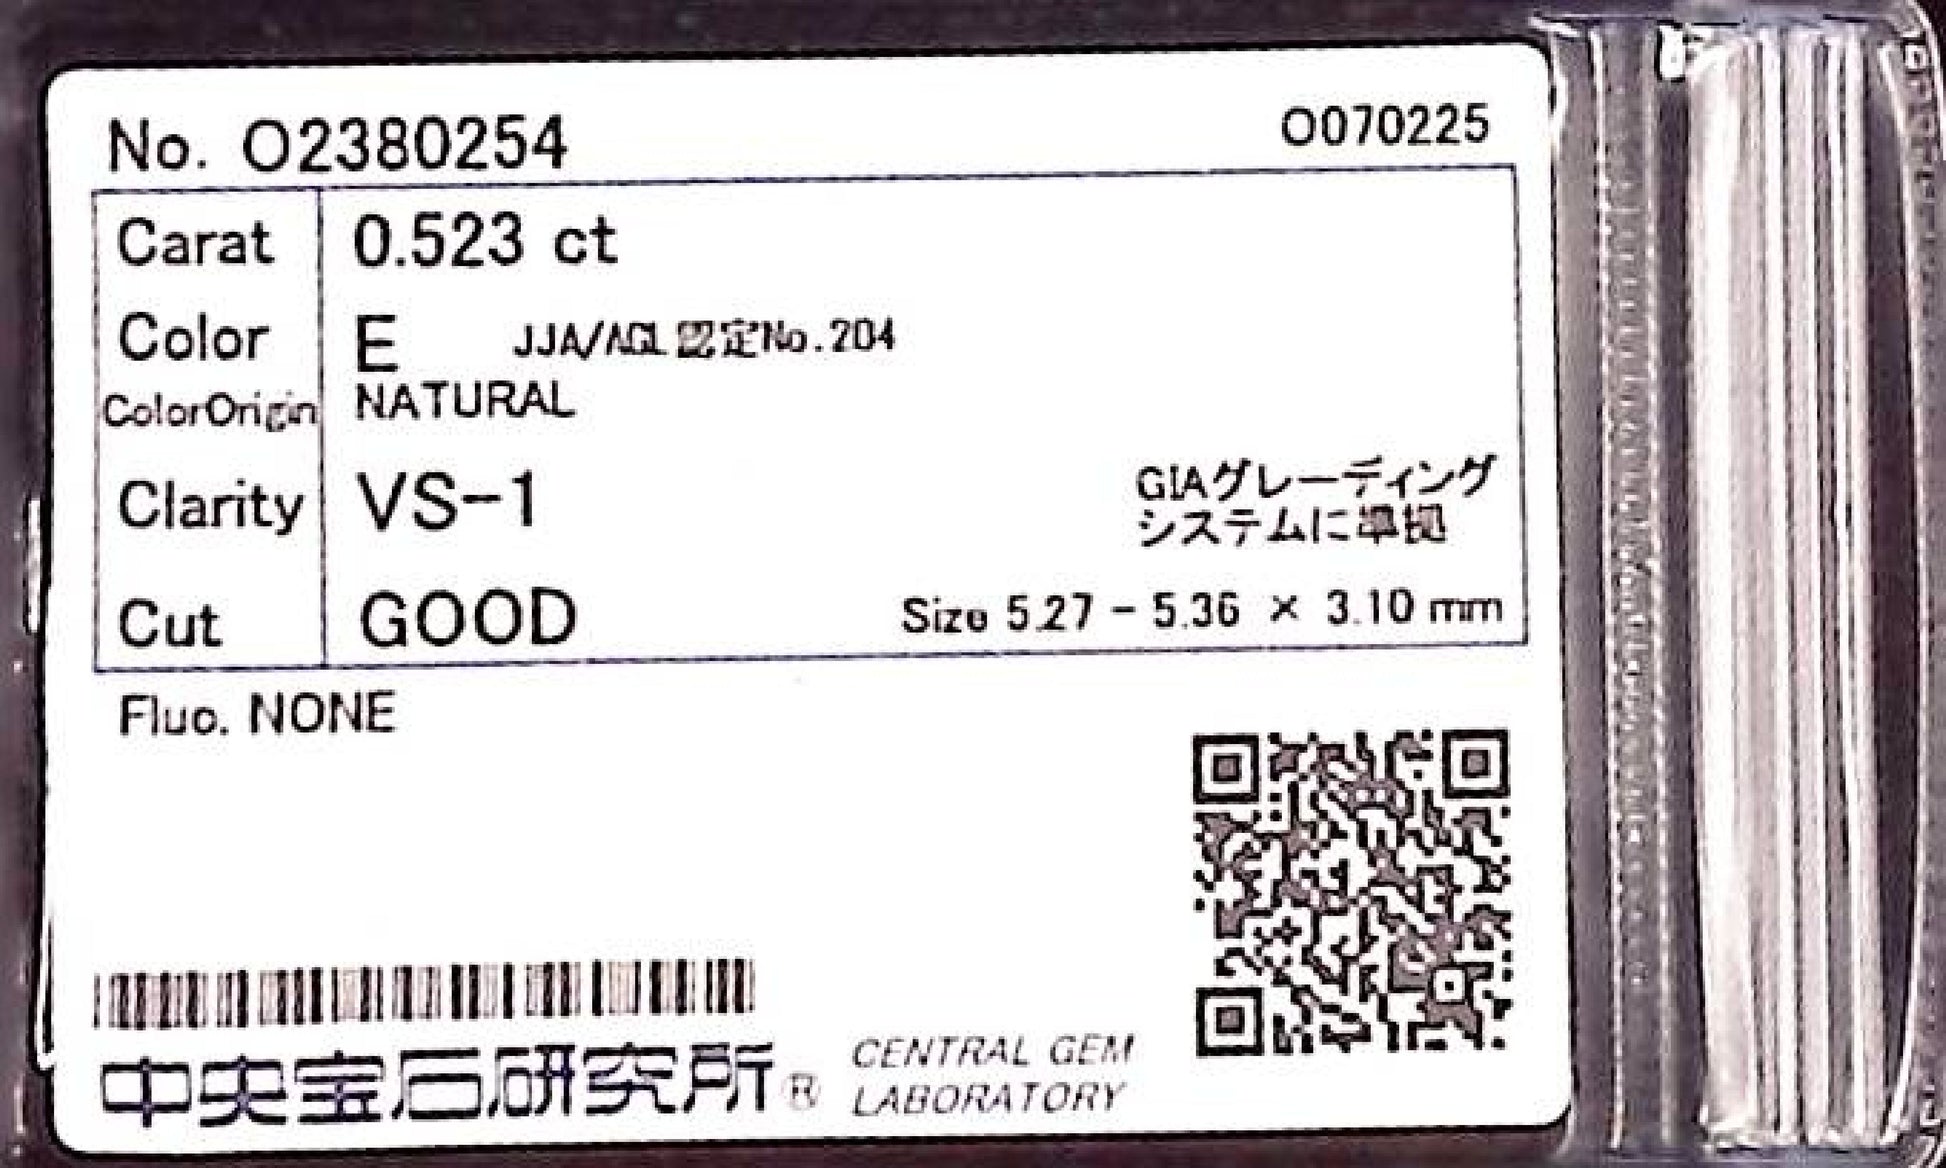 No. O2380254
O070225
Carat 0.523 ct
Color E JJA/AGL認定No.204
ColorOrigin NATURAL
Clarity VS-1
GIAグレーディング
システムに準拠
Cut GOOD Size 5.27 - 5.36 × 3.10 mm
Fluo. NONE
中央宝石研究所® CENTRAL GEM
LABORATORY